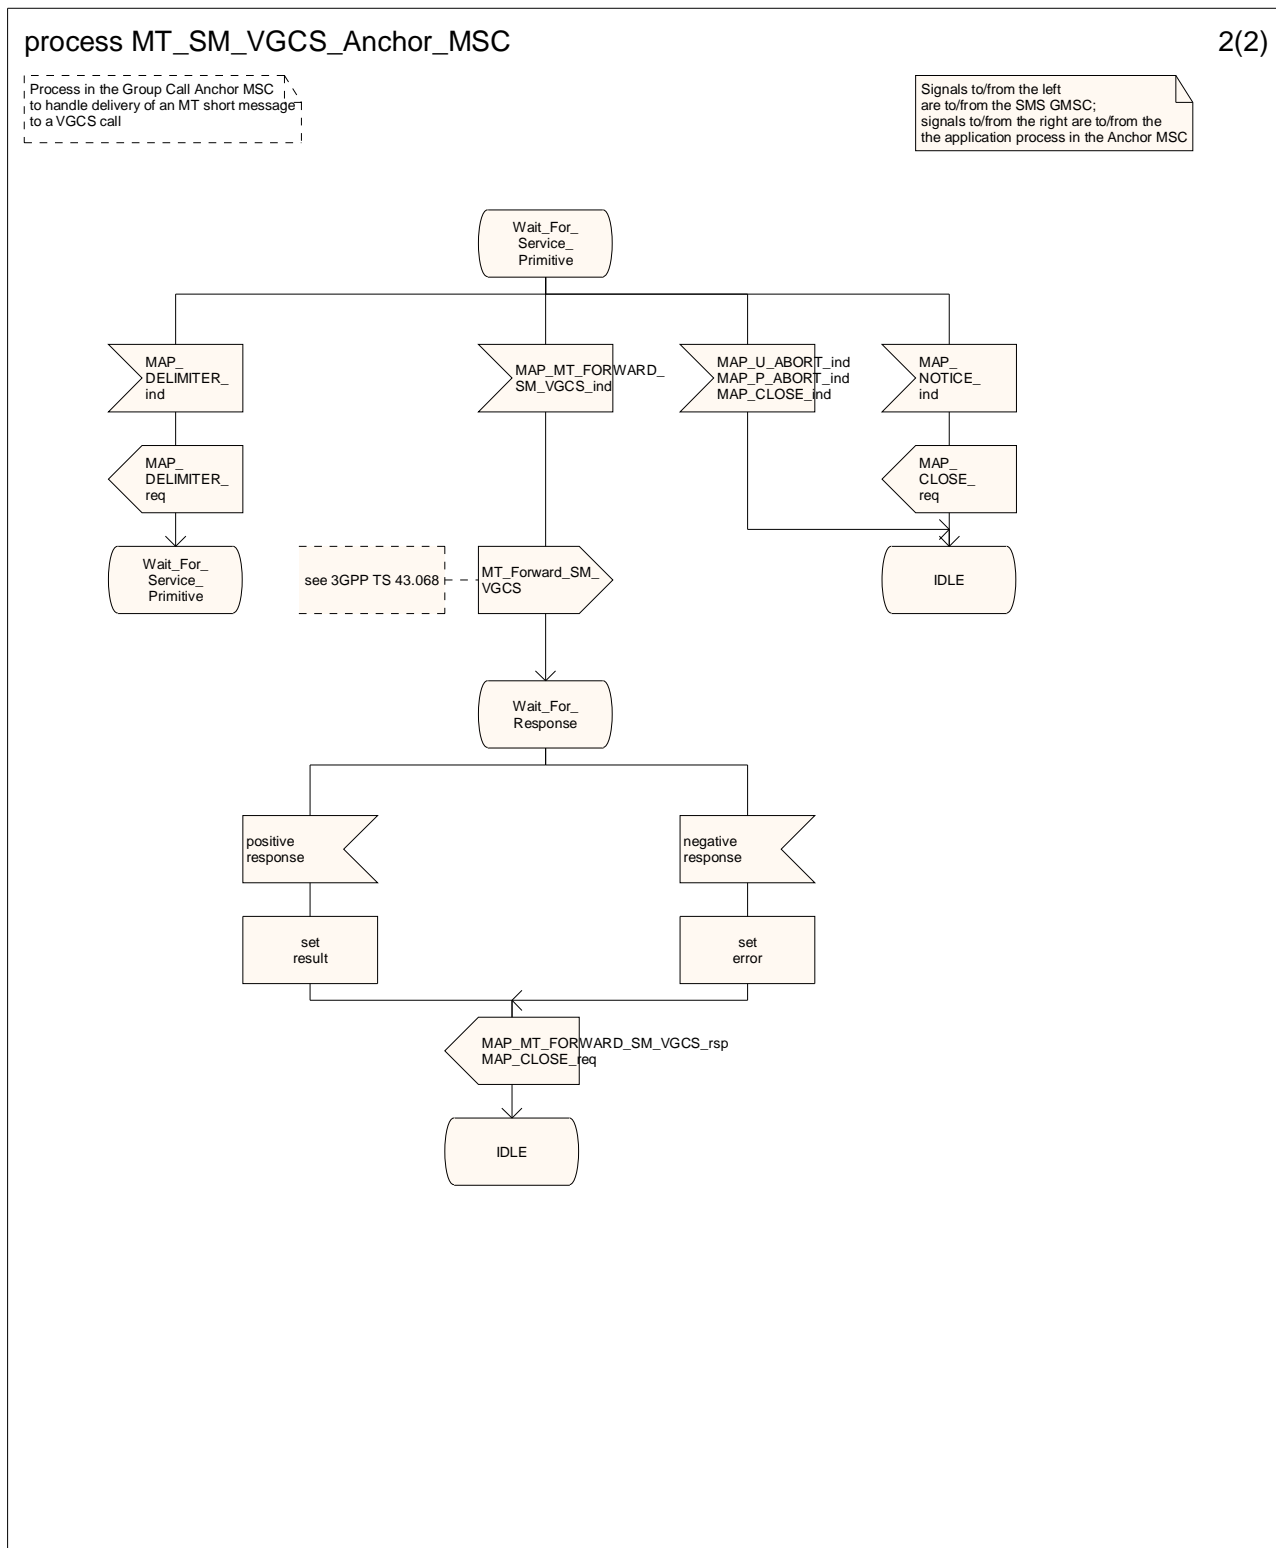 process MT_SM_VGCS_Anchor_MSC
2(2)
Process in the Group Call Anchor MSC
to handle delivery of an MT short message
to a VGCS call
Signals to/from the left
are to/from the SMS GMSC;
signals to/from the right are to/from the
the application process in the Anchor MSC
Wait_For_
Service_
Primitive
MAP_
DELIMITER_
ind
MAP_MT_FORWARD_
SM_VGCS_ind
MAP_U_ABORT_ind
MAP_P_ABORT_ind
MAP_CLOSE_ind
MAP_
NOTICE_
ind
MAP_
DELIMITER_
req
MAP_
CLOSE_
req
Wait_For_
Service_
Primitive
see 3GPP TS 43.068
MT_Forward_SM_
VGCS
IDLE
Wait_For_
Response
positive
response
negative
response
set
result
set
error
MAP_MT_FORWARD_SM_VGCS_rsp
MAP_CLOSE_req
IDLE